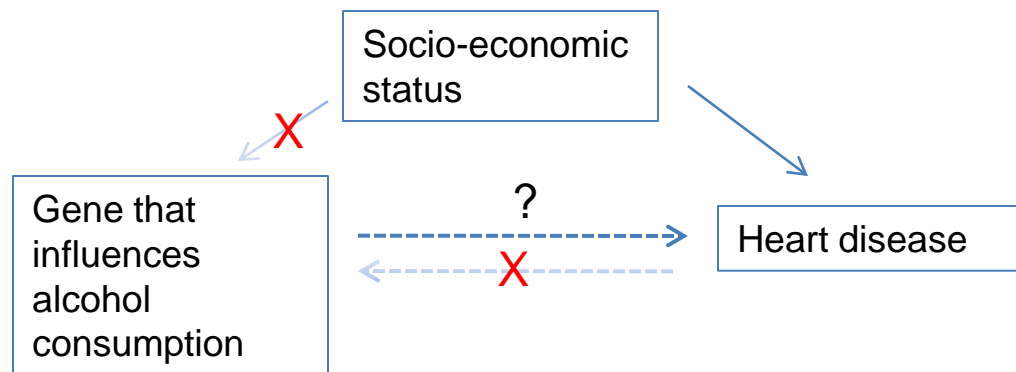 Socio-economic
status
X
Gene that
influences
alcohol
consumption
?
X
Heart disease